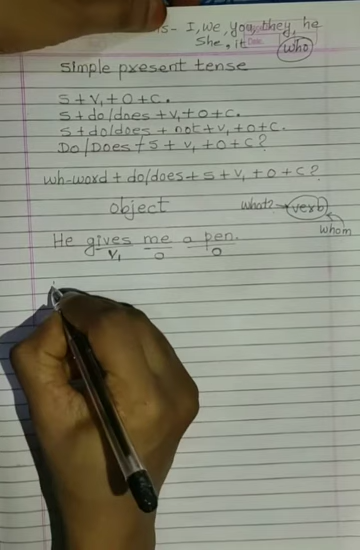 s- I, we, you, they, he
She, it who
Simple present tense
S + V₁ + O + C.
S + do/does + V₁ + O + C.
S + do/does + not + V₁ + O + C.
Do/Does + S + V₁ + O + C?
Wh-word + do/does + S + V₁ + O + C?
Object what? → verb
whom
He gives me a pen.
V₁ O O